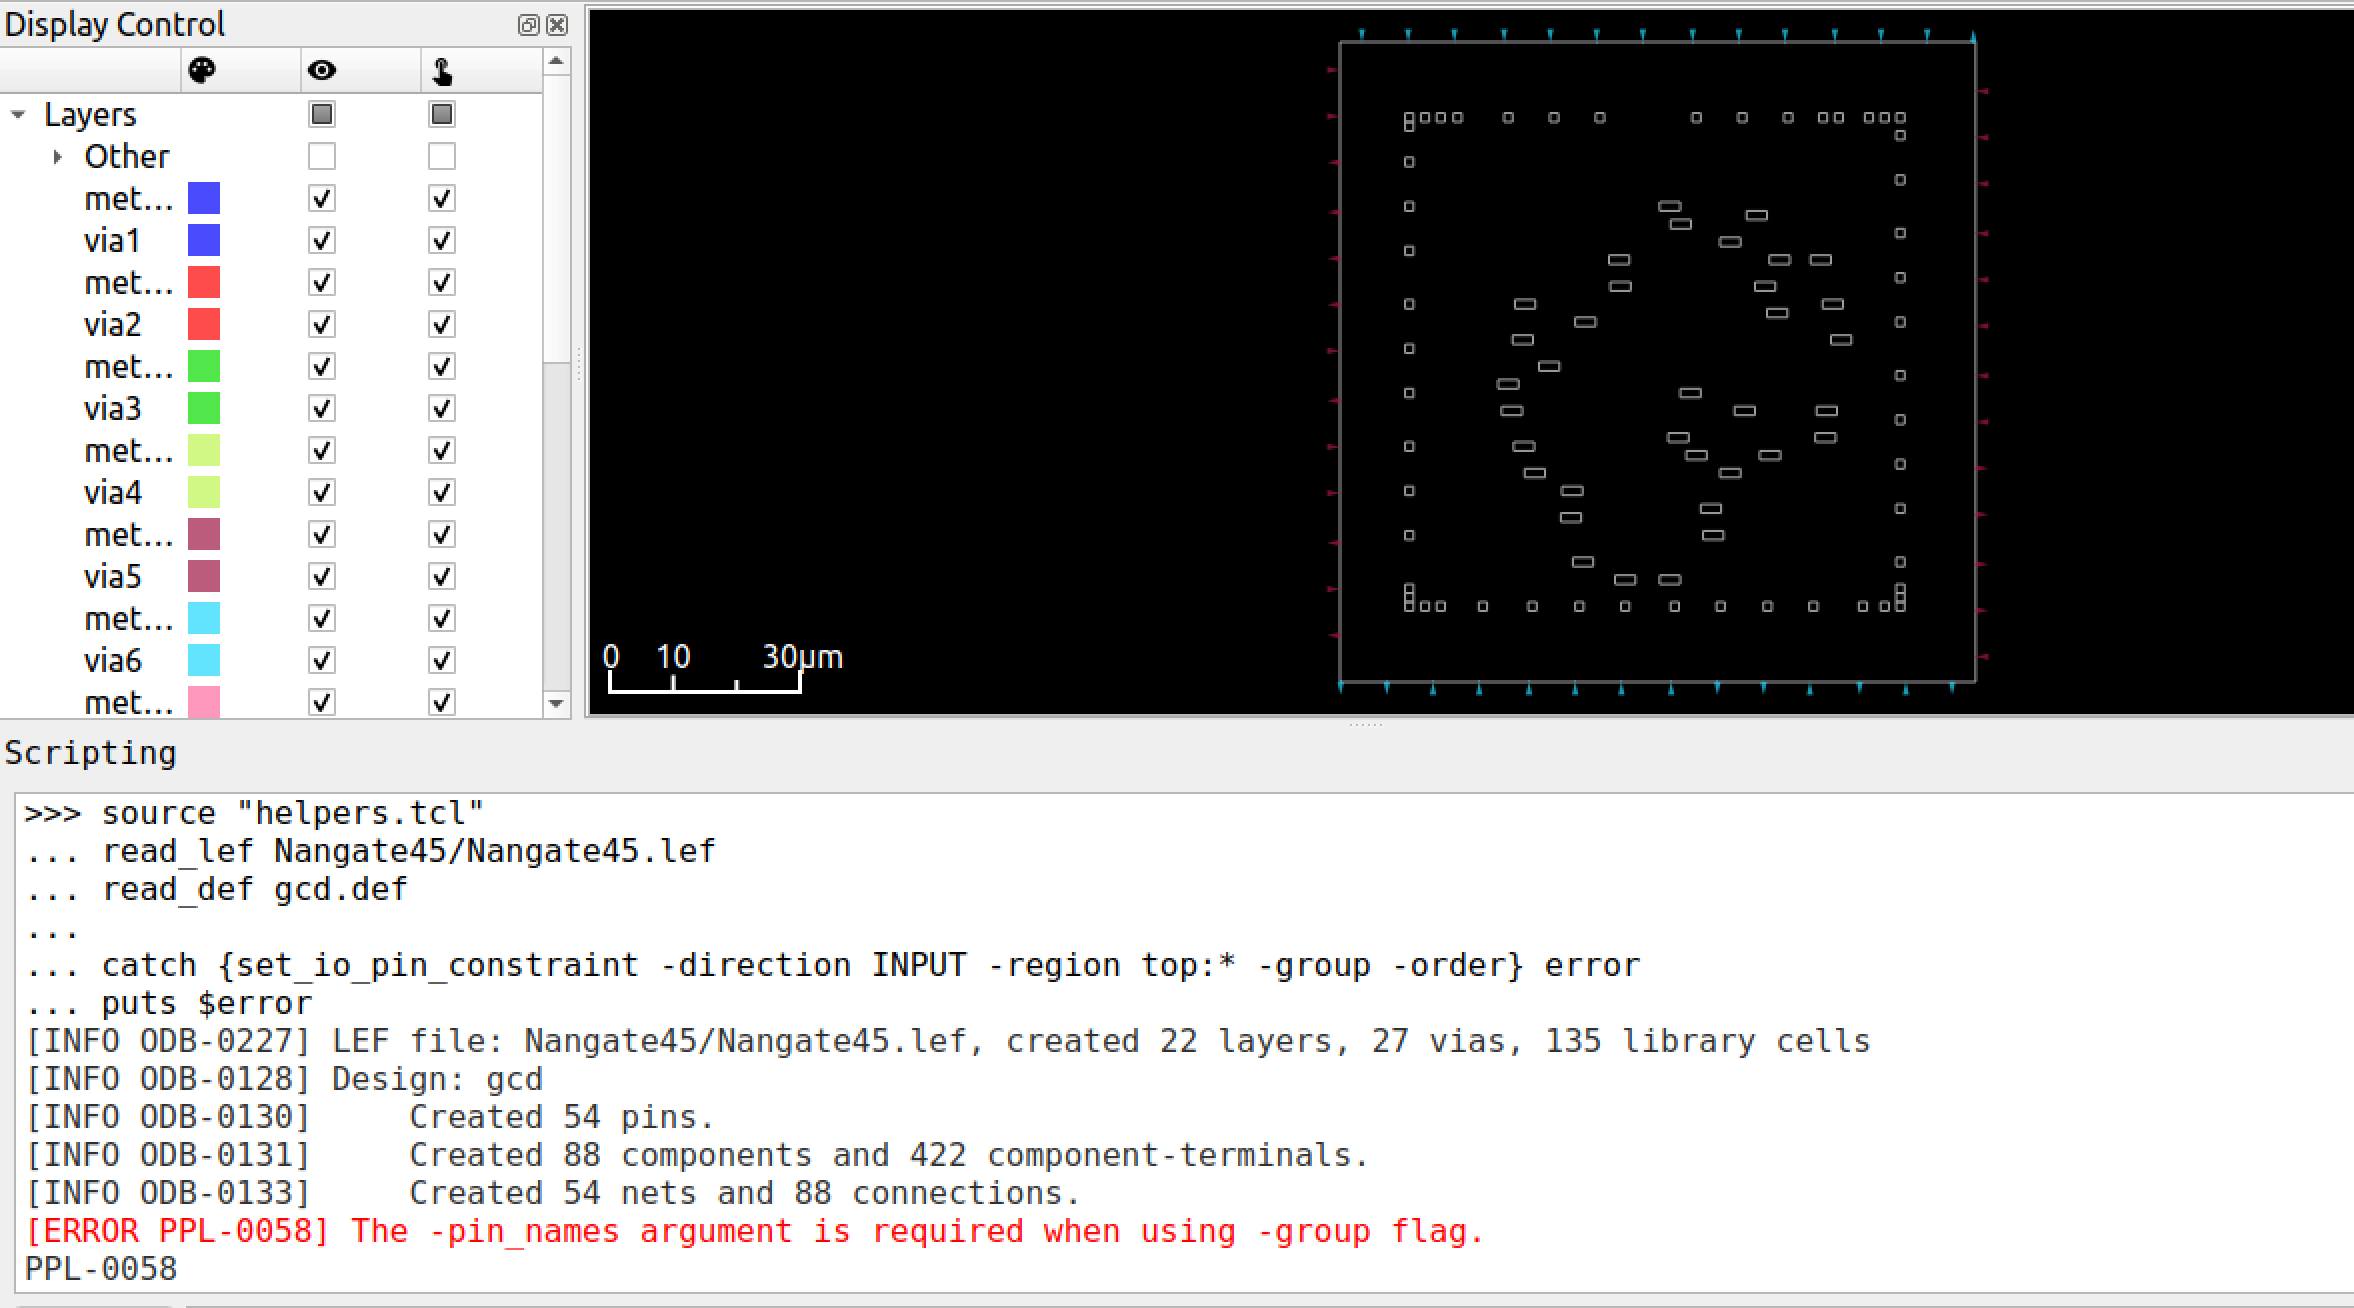 Display Control
Layers
Other
met...
via1
met...
via2
met...
via3
met...
via4
met...
via5
met...
via6
met...
0 10 30µm
Scripting
>>> source "helpers.tcl"
... read_lef Nangate45/Nangate45.lef
... read_def gcd.def
...
... catch {set_io_pin_constraint -direction INPUT -region top:* -group -order} error
... puts $error
[INFO ODB-0227] LEF file: Nangate45/Nangate45.lef, created 22 layers, 27 vias, 135 library cells
[INFO ODB-0128] Design: gcd
[INFO ODB-0130]     Created 54 pins.
[INFO ODB-0131]     Created 88 components and 422 component-terminals.
[INFO ODB-0133]     Created 54 nets and 88 connections.
[ERROR PPL-0058] The -pin_names argument is required when using -group flag.
PPL-0058